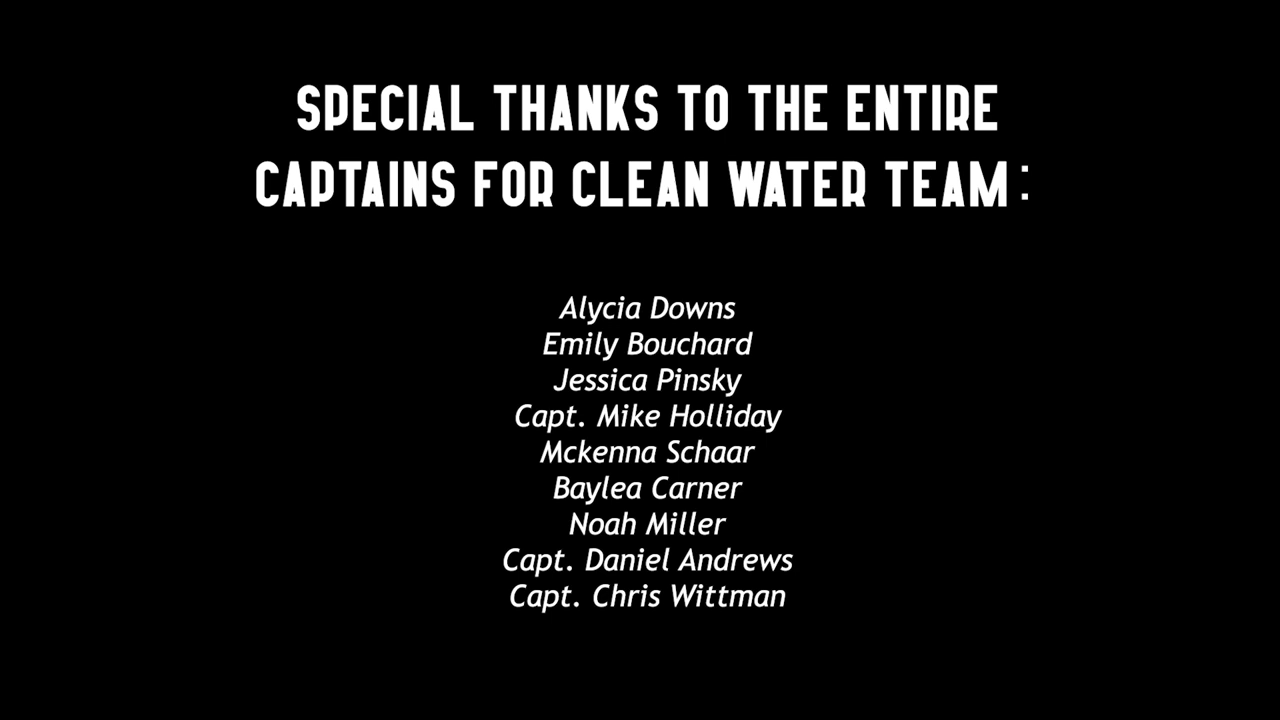 SPECIAL THANKS TO THE ENTIRE
CAPTAINS FOR CLEAN WATER TEAM:
Alycia Downs
Emily Bouchard
Jessica Pinsky
Capt. Mike Holliday
Mckenna Schaar
Baylea Carner
Noah Miller
Capt. Daniel Andrews
Capt. Chris Wittman